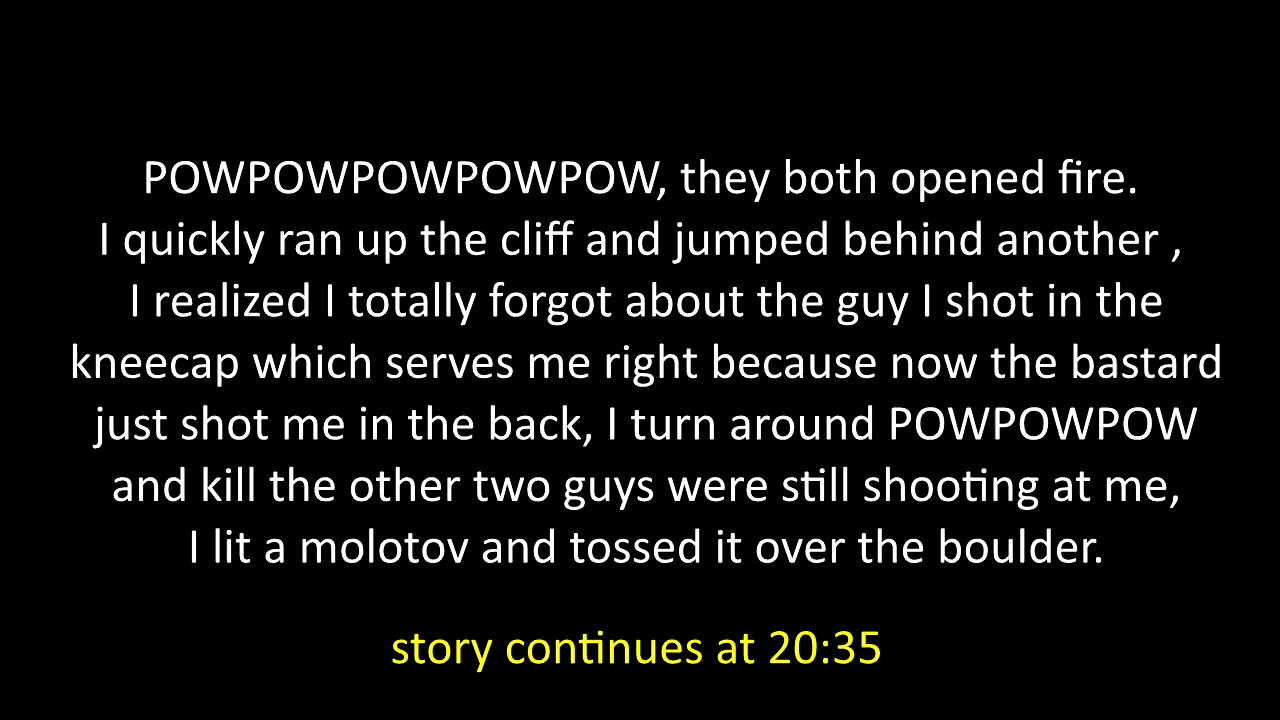 POWPOWPOWPOWPOW, they both opened fire.
I quickly ran up the cliff and jumped behind another ,
I realized I totally forgot about the guy I shot in the
kneecap which serves me right because now the bastard
just shot me in the back, I turn around POWPOWPOW
and kill the other two guys were still shooting at me,
I lit a molotov and tossed it over the boulder.
story continues at 20:35